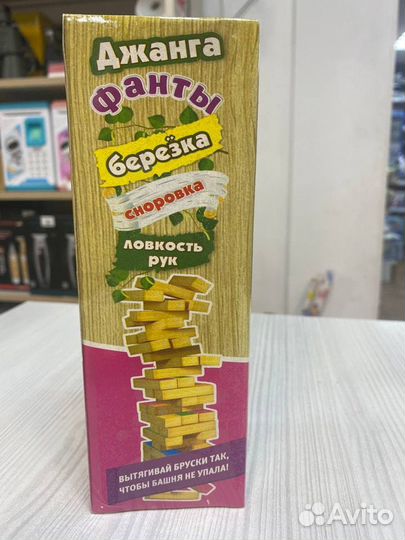 Джанга
фанты
берёзка
сноровка
ловкость
рук
ВЫТЯГИВАЙ БРУСКИ ТАК,
ЧТОБЫ БАШНЯ НЕ УПАЛА!
Avito